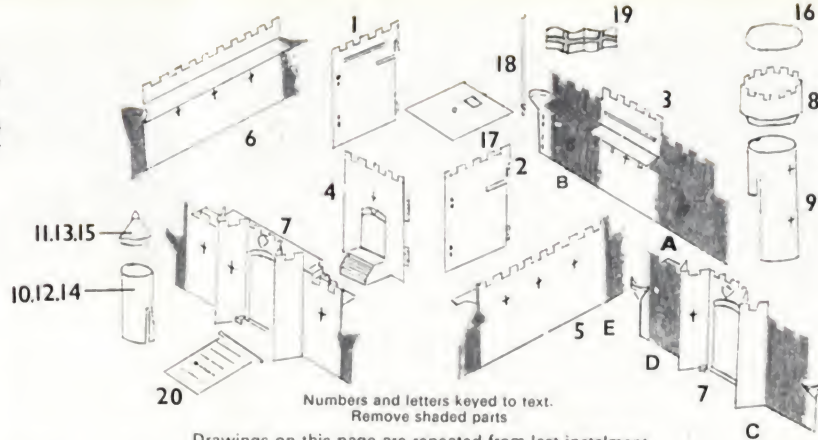 1
19
16
18
3
8
6
17
2
B
4
9
7
A
11.13.15
10.12.14
5
E
D
7
20
C
Numbers and letters keyed to text.
Remove shaded parts
Drawings on this page are repeated from last instalment